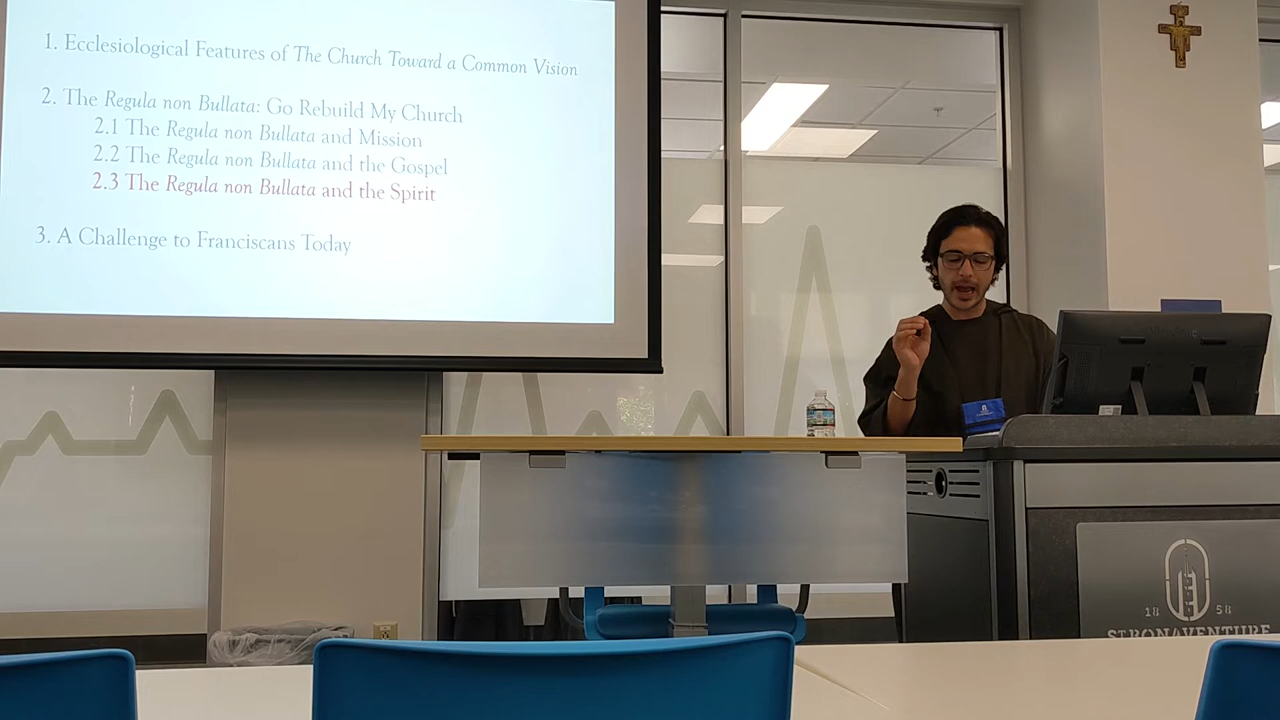 1. Ecclesiological Features of The Church Toward a Common Vision
2. The Regula non Bullata: Go Rebuild My Church
2.1 The Regula non Bullata and Mission
2.2 The Regula non Bullata and the Gospel
2.3 The Regula non Bullata and the Spirit
3. A Challenge to Franciscans Today
18 58
ST. BONAVENTURE